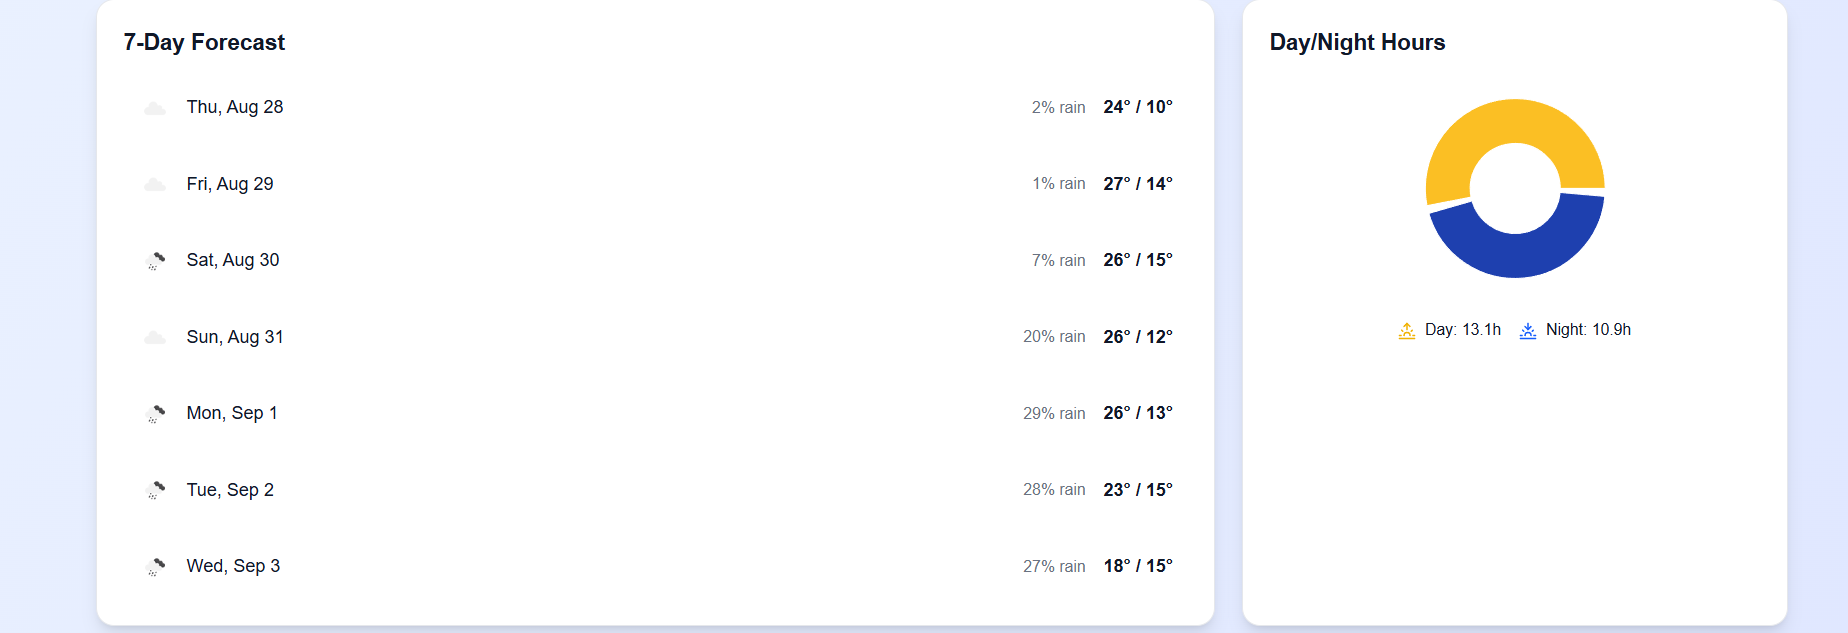 7-Day Forecast
Thu, Aug 28 2% rain 24° / 10°
Fri, Aug 29 1% rain 27° / 14°
Sat, Aug 30 7% rain 26° / 15°
Sun, Aug 31 20% rain 26° / 12°
Mon, Sep 1 29% rain 26° / 13°
Tue, Sep 2 28% rain 23° / 15°
Wed, Sep 3 27% rain 18° / 15°
Day/Night Hours
Day: 13.1h Night: 10.9h